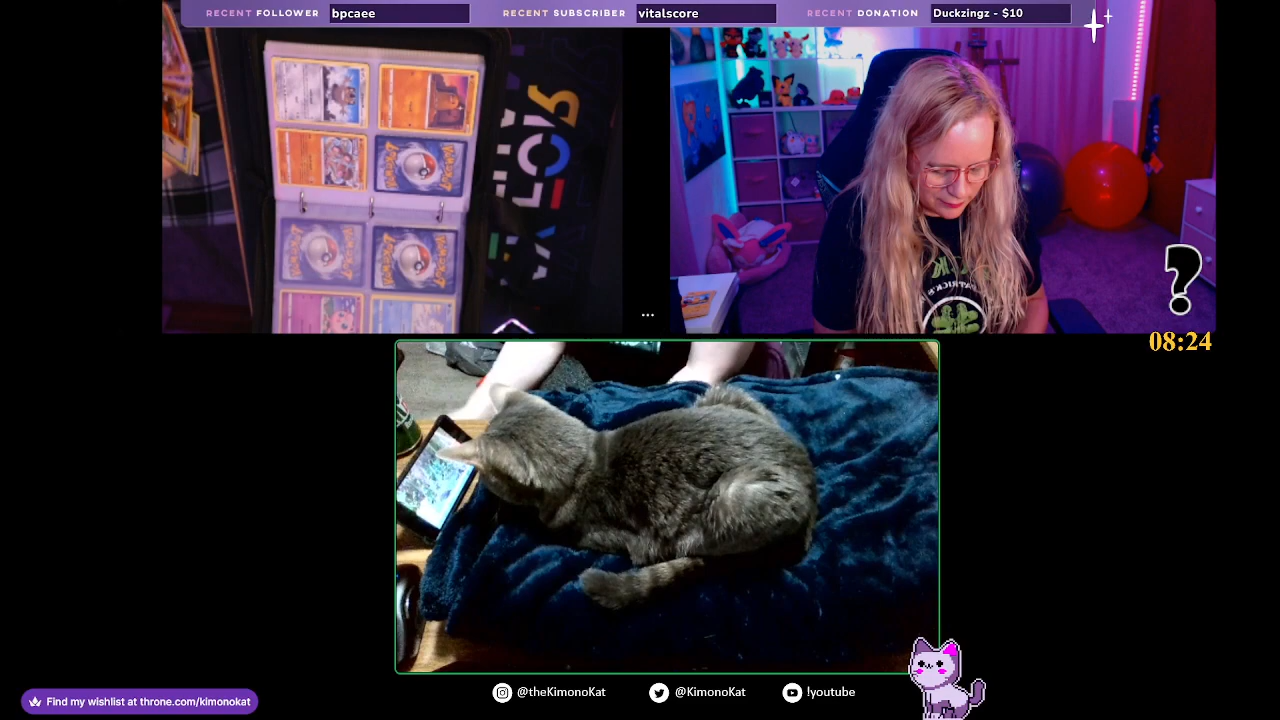 RECENT FOLLOWER bpcaee
RECENT SUBSCRIBER vitalscore
RECENT DONATION Duckzingz - $10
...
?
08:24
Find my wishlist at throne.com/kimonokat
@theKimonoKat
@KimonoKat
!youtube